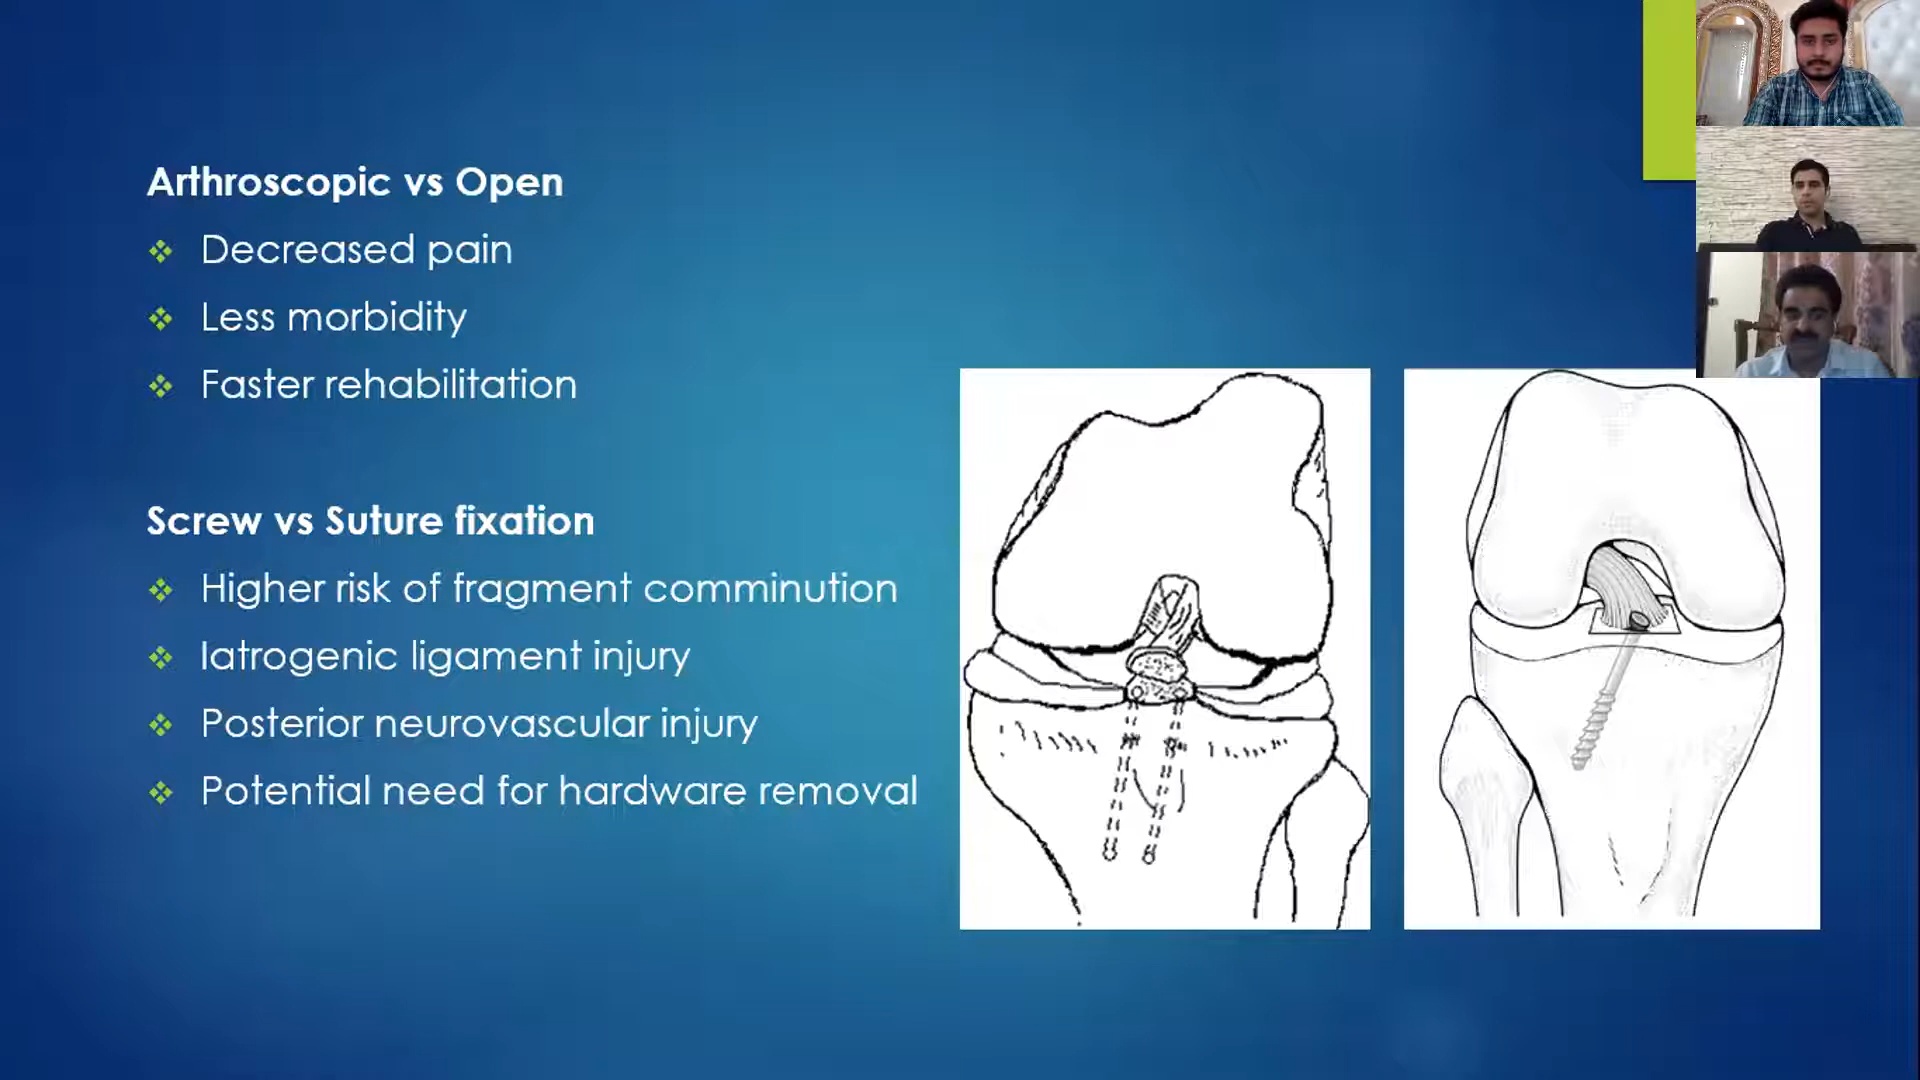 Arthroscopic vs Open
Decreased pain
Less morbidity
Faster rehabilitation
Screw vs Suture fixation
Higher risk of fragment comminution
Iatrogenic ligament injury
Posterior neurovascular injury
Potential need for hardware removal